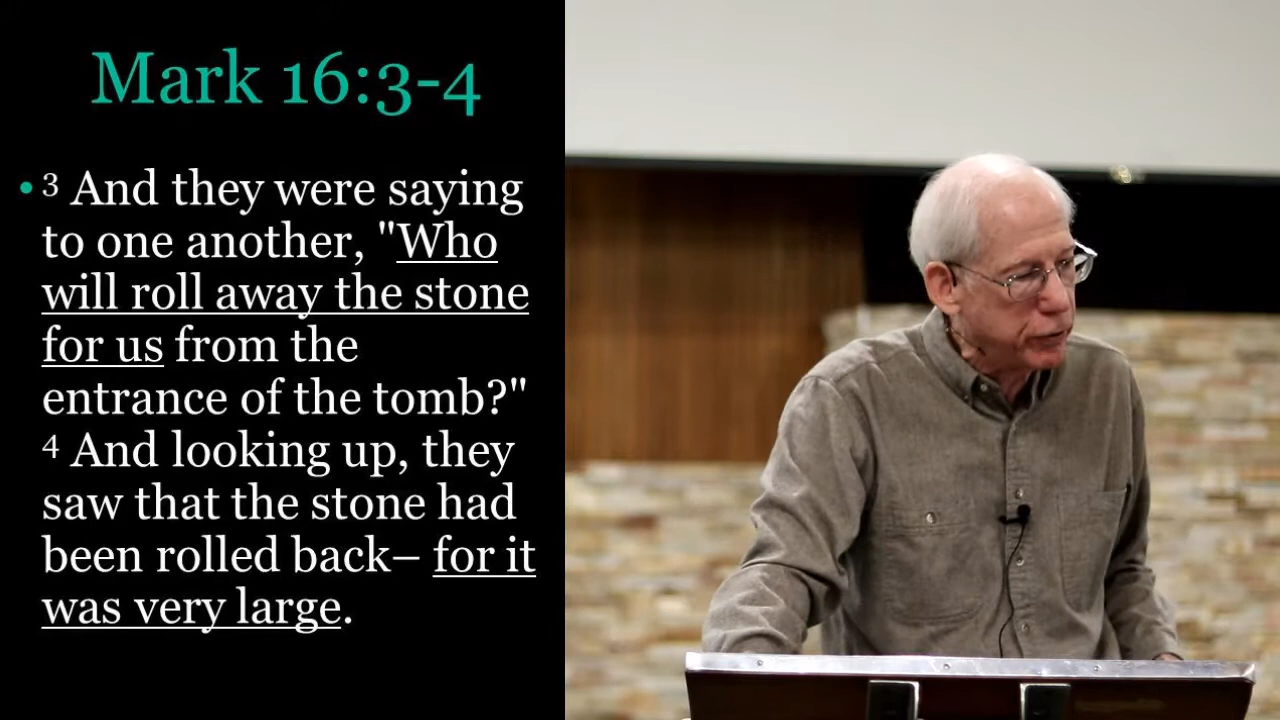 Mark 16:3-4
• 3 And they were saying
to one another, "Who
will roll away the stone
for us from the
entrance of the tomb?"
4 And looking up, they
saw that the stone had
been rolled back– for it
was very large.